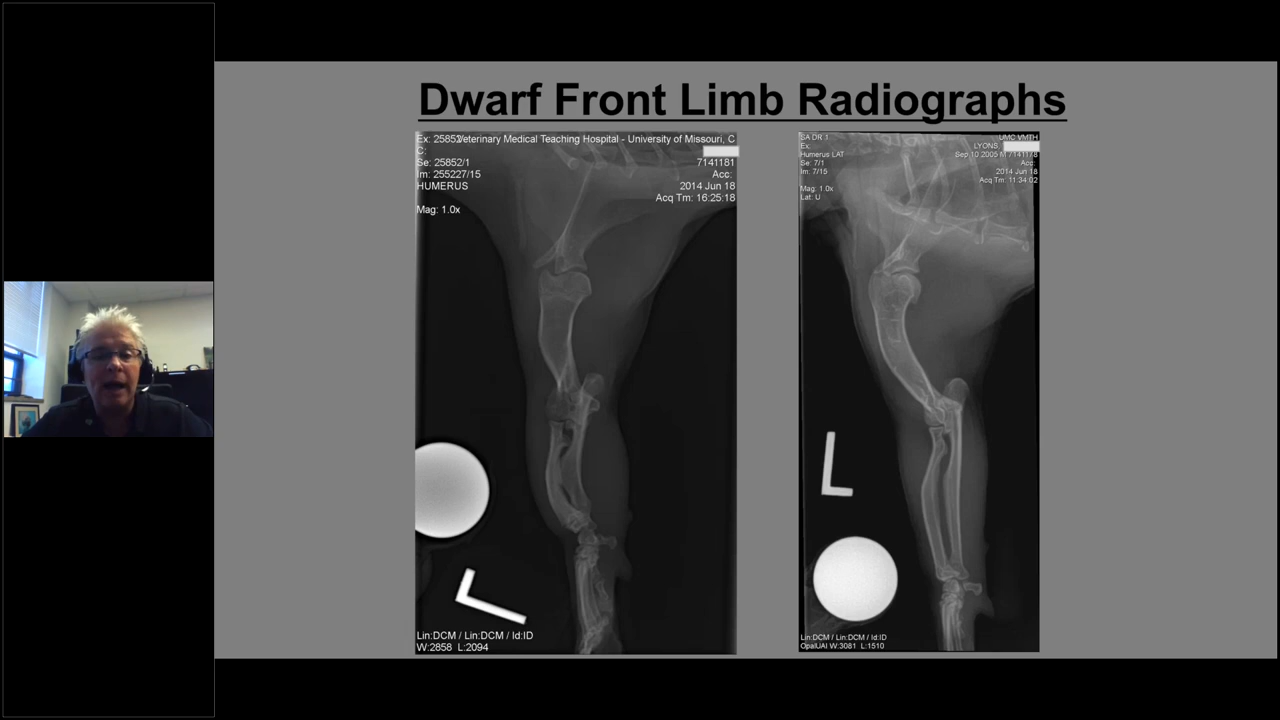 Dwarf Front Limb Radiographs
Ex: 25852 Veterinary Medical Teaching Hospital - University of Missouri, C
C:
Se: 25852/1
7141181
Im: 255227/15
Acc:
HUMERUS
2014 Jun 18
Acq Tm: 16:25:18
Mag: 1.0x
L
Lin:DCM / Lin:DCM / Id:ID
W:2858 L:2094
SA DR 1
UMC VMTH
Ex:
LYONS,
Humerus LAT
Sep 10 2005 M 7141178
Se: 7/1
Acc:
Im: 7/15
2014 Jun 18
Acq Tm: 11:34:02
Mag: 1.0x
Lat: U
L
Lin:DCM / Lin:DCM / Id:ID
OpalUAI W:3081 L:1510